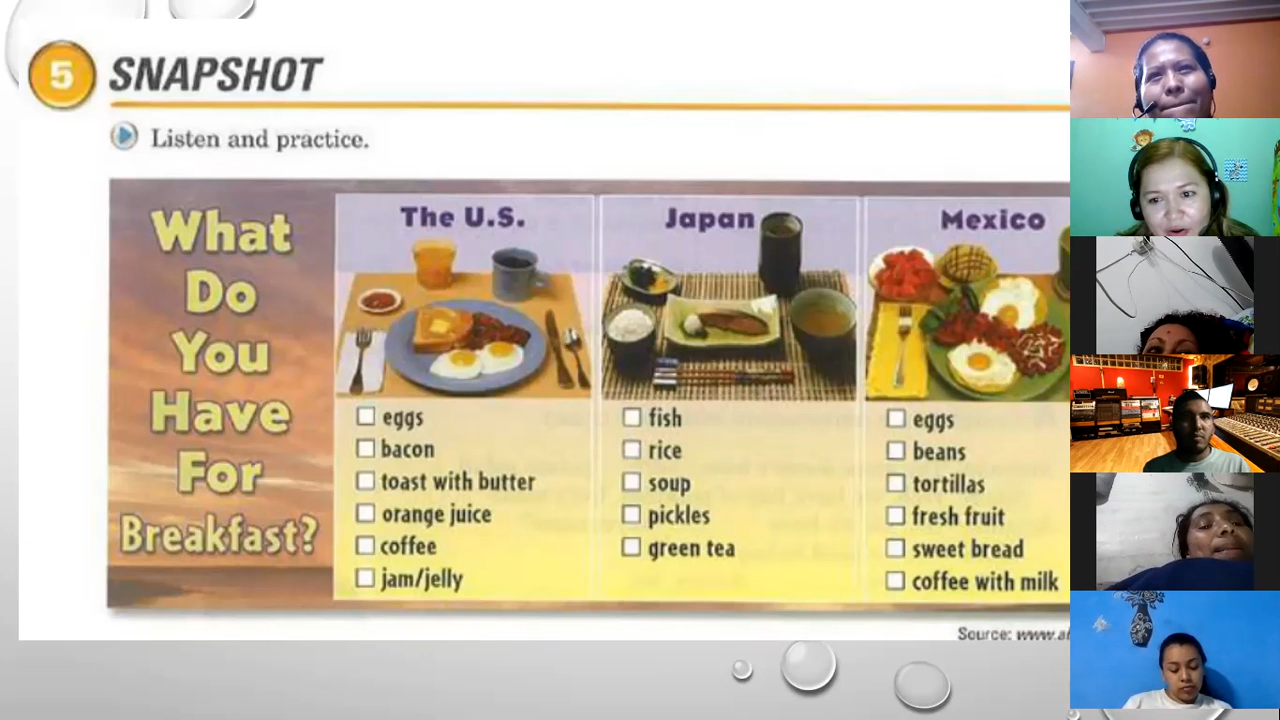 5 SNAPSHOT
Listen and practice.
What
Do
You
Have
For
Breakfast?
The U.S.
eggs
bacon
toast with butter
orange juice
coffee
jam/jelly
Japan
fish
rice
soup
pickles
green tea
Mexico
eggs
beans
tortillas
fresh fruit
sweet bread
coffee with milk
Source: